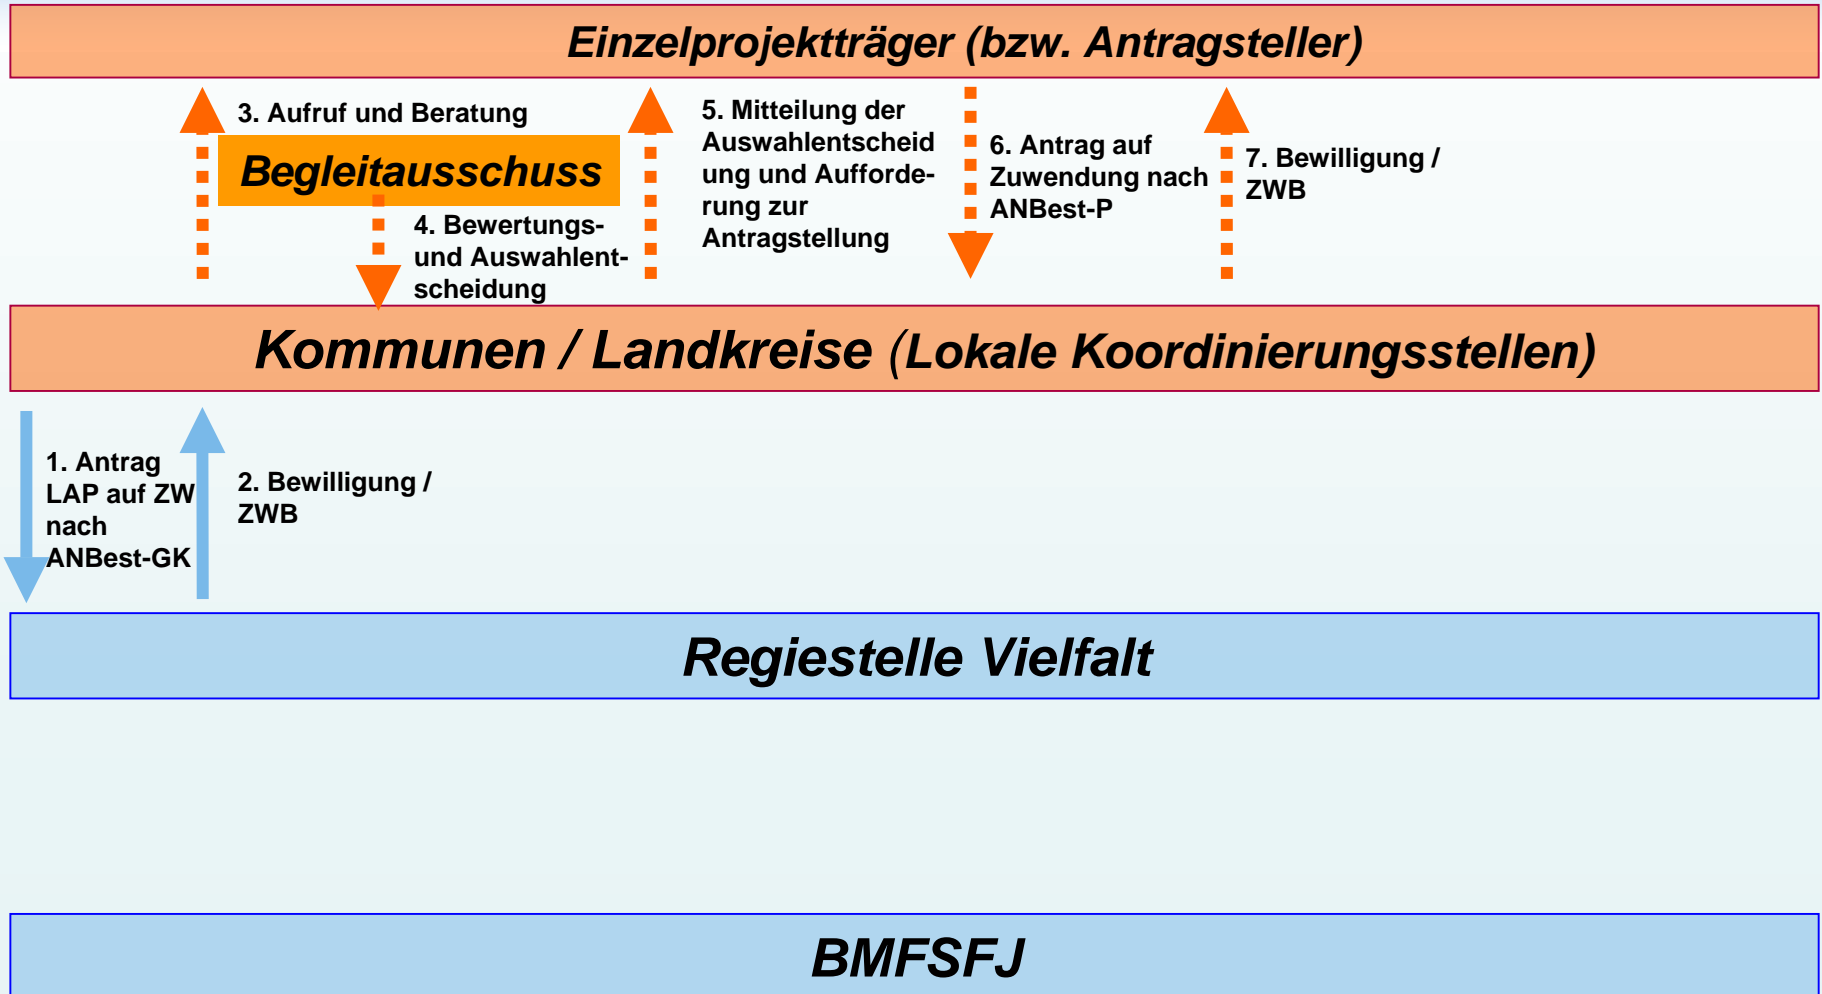 Einzelprojektträger (bzw. Antragsteller)
3. Aufruf und Beratung
Begleitausschuss
4. Bewertungs-
und Auswahlent-
scheidung
5. Mitteilung der
Auswahlentscheid
ung und Aufforde-
rung zur
Antragstellung
6. Antrag auf
Zuwendung nach
ANBest-P
7. Bewilligung /
ZWB
Kommunen / Landkreise (Lokale Koordinierungsstellen)
1. Antrag
LAP auf ZW
nach
ANBest-GK
2. Bewilligung /
ZWB
Regiestelle Vielfalt
BMFSFJ